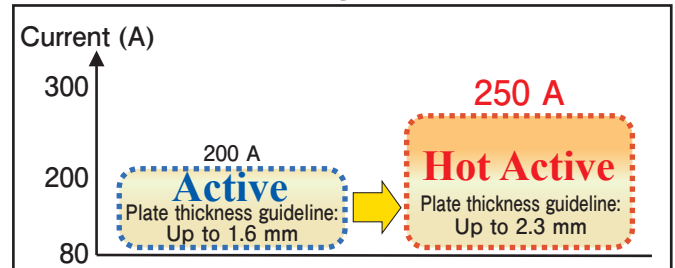 Current (A)
300
250 A
200 A
200
Active
Plate thickness guideline:
Up to 1.6 mm
Hot Active
Plate thickness guideline:
Up to 2.3 mm
80